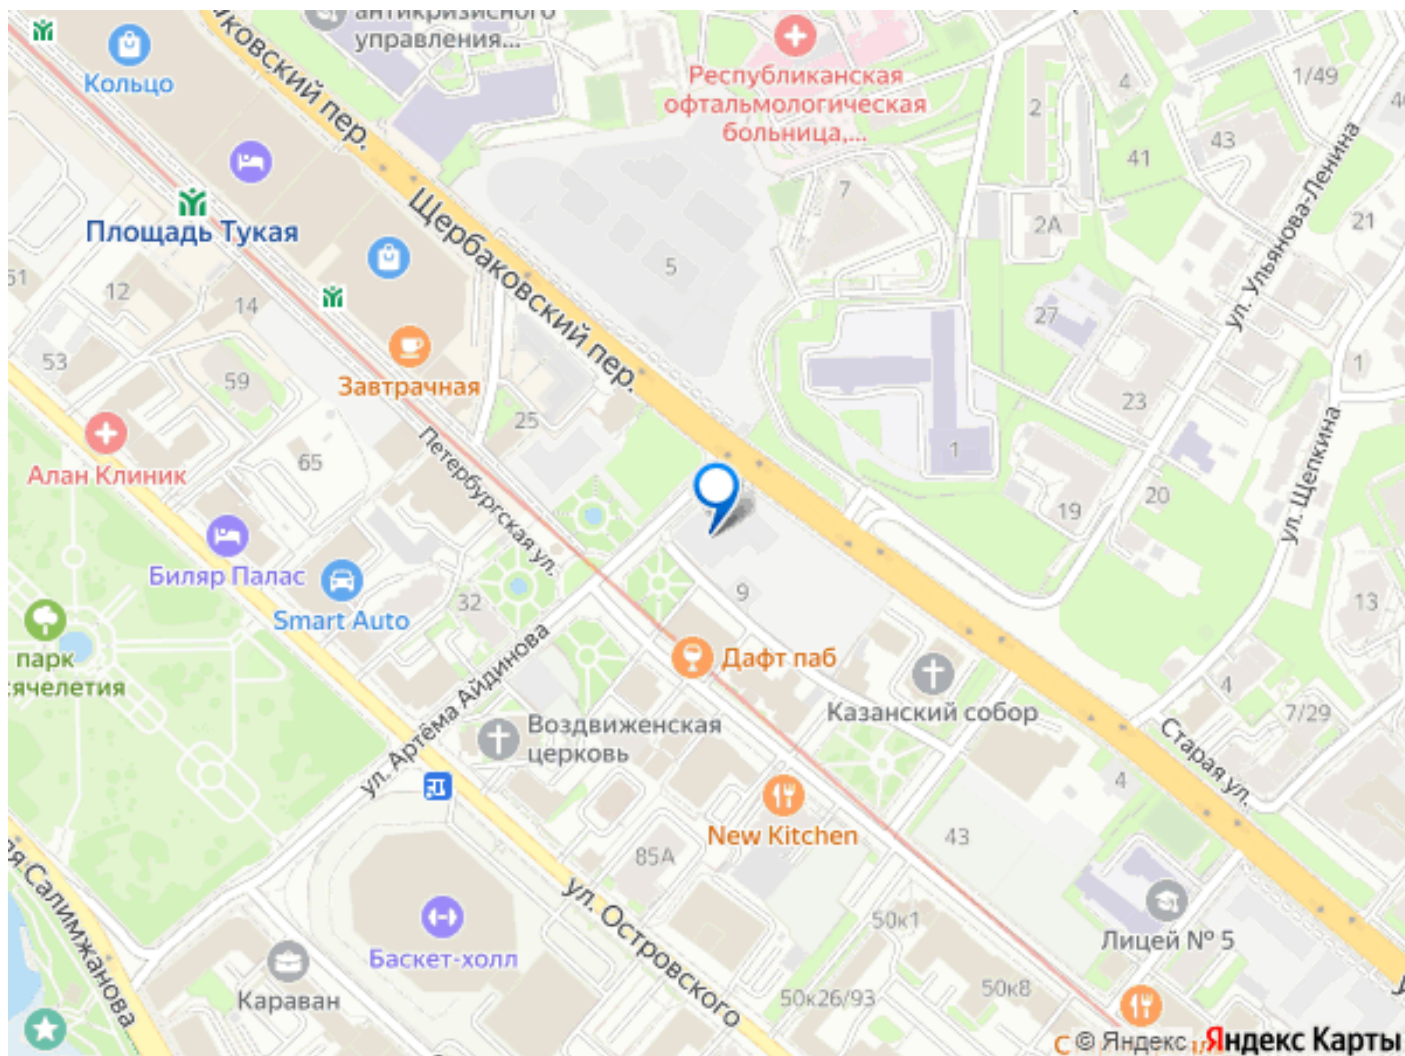 антикризисного
управления...
Кольцо
аковский пер.
Республиканская
офтальмологическая
больница,...
4
1/49
2
43
41
7
ул. Ульянова-Ленина
Площадь Тукая
Щербаковский пер.
2А
21
5
51
12
14
27
53
59
Завтрачная
25
23
1
ул. Щепкина
Алан Клиник
65
Петербургская ул.
1
19
20
Биляр Палас
Smart Auto
32
9
13
парк
сячелетия
ул. Артёма Айдинова
Дафт паб
Казанский собор
4
7/29
Воздвиженская
церковь
Старая ул.
4
New Kitchen
43
85А
ая Салимжанова
ул. Островского
Баскет-холл
50к1
Лицей № 5
Караван
50к26/93
50к8
С
© Яндекс
Яндекс Карты